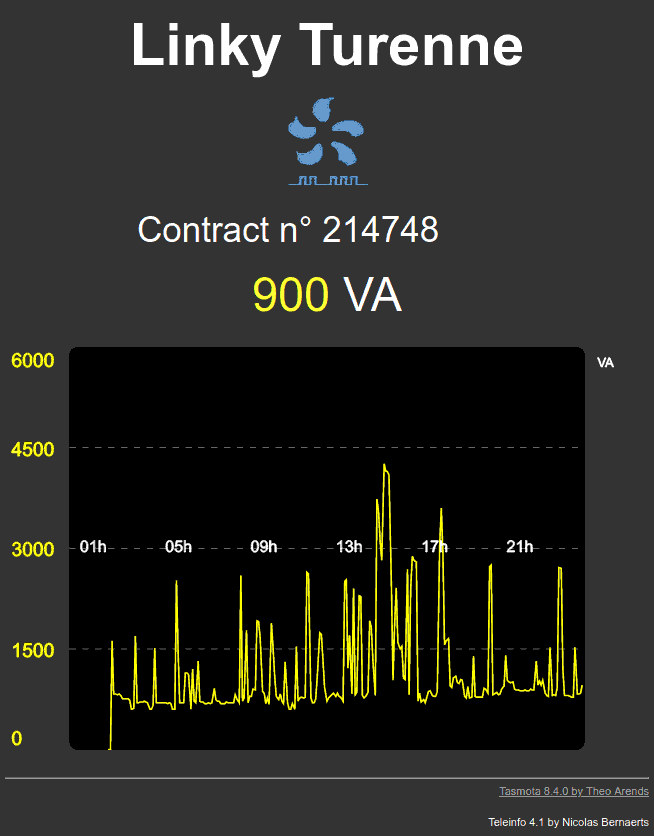 Linky Turenne
Contract n° 214748
900 VA
6000
VA
4500
3000
01h 05h 09h 13h 17h 21h
1500
0
Tasmota 8.4.0 by Theo Arends
Teleinfo 4.1 by Nicolas Bernaerts